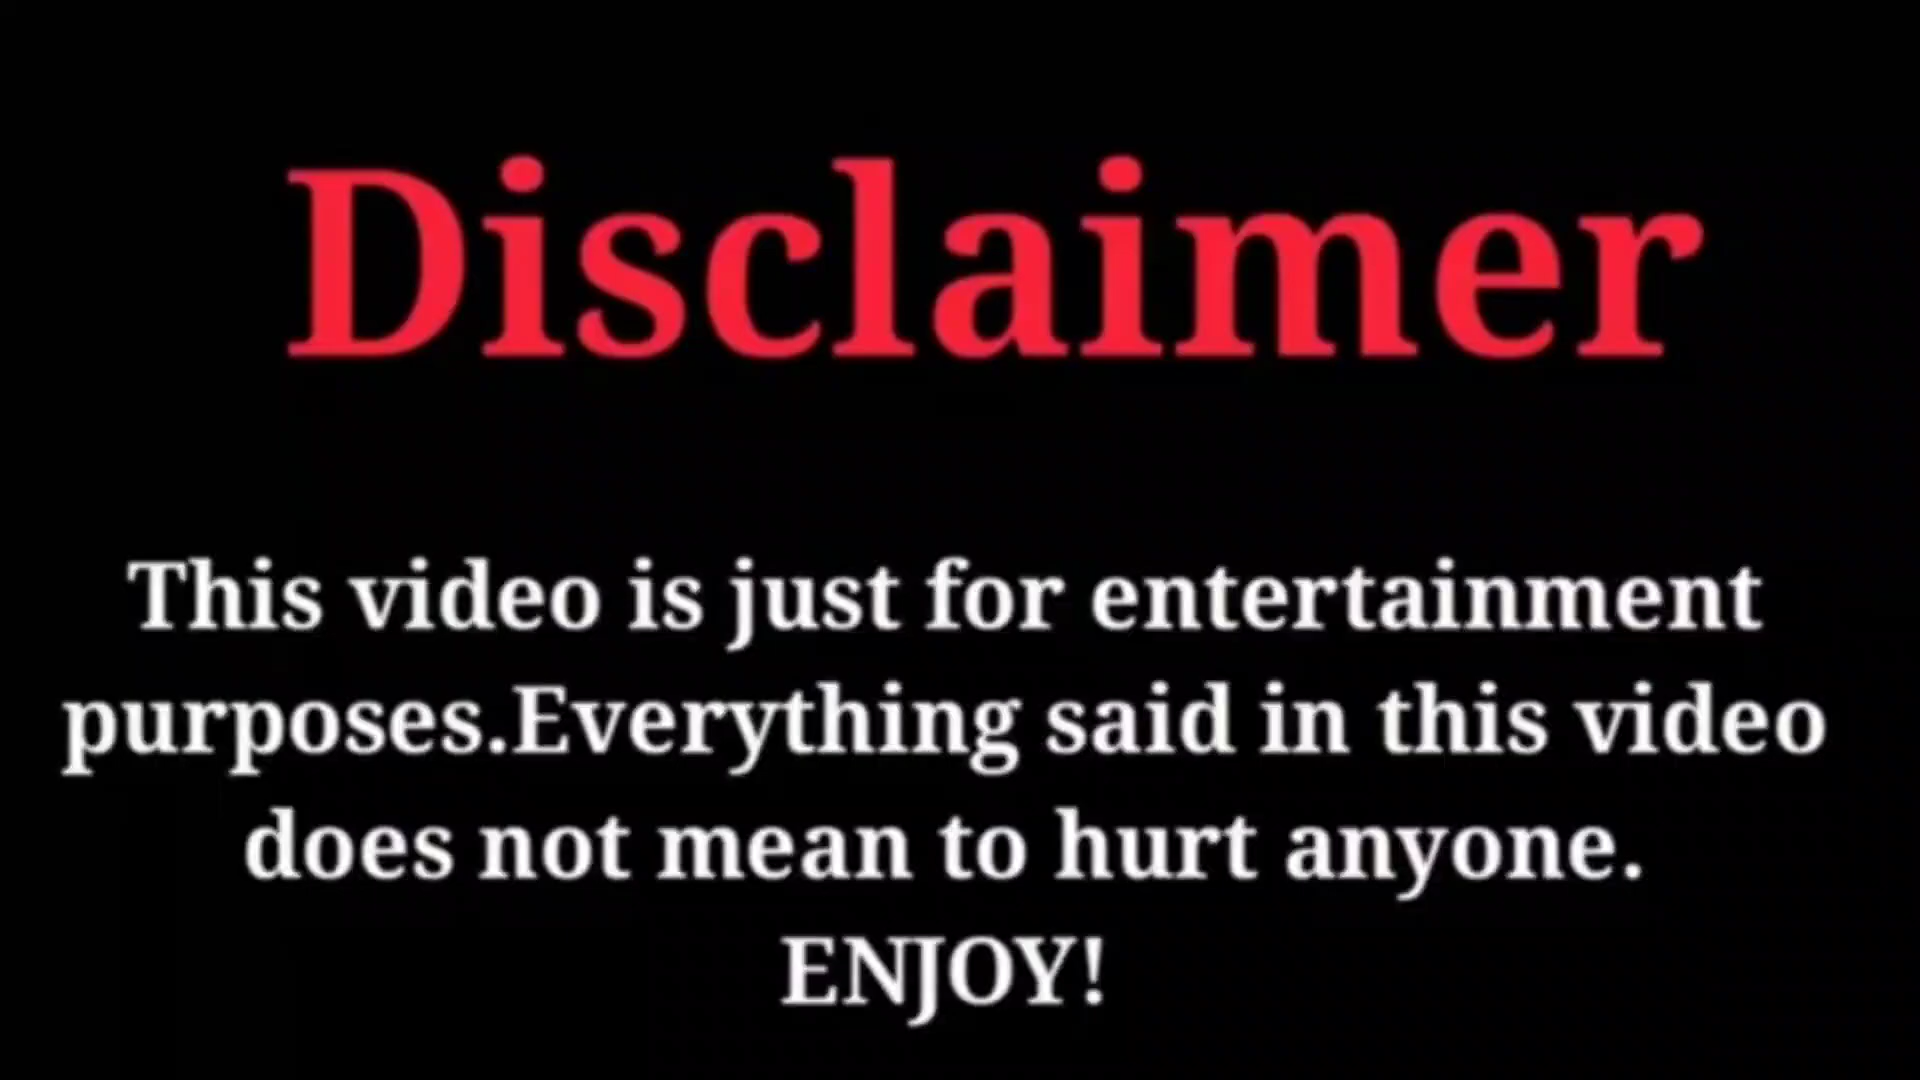 Disclaimer
This video is just for entertainment
purposes.Everything said in this video
does not mean to hurt anyone.
ENJOY!